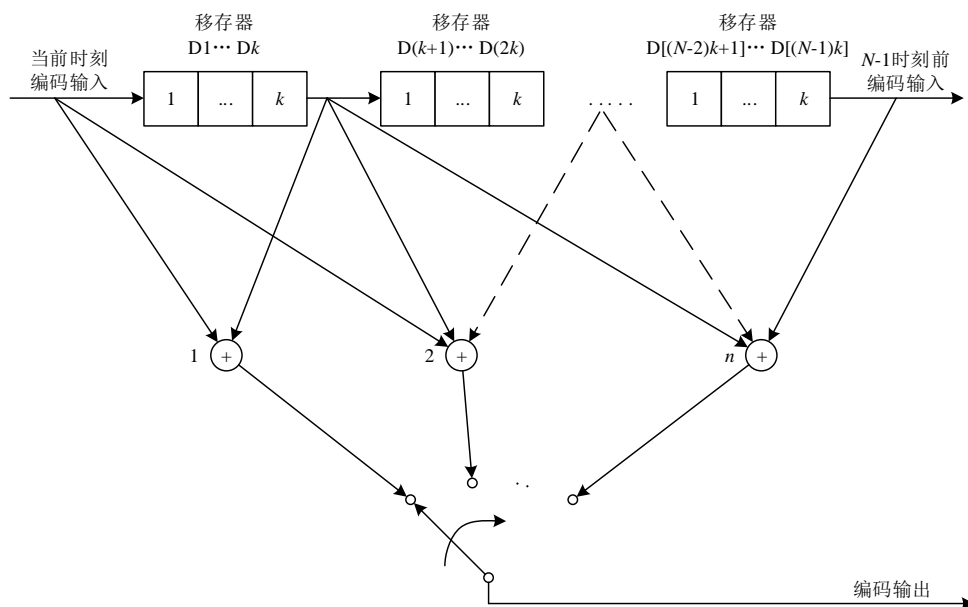 移存器
D1··· Dk
移存器
D(k+1)··· D(2k)
移存器
D[(N-2)k+1]··· D[(N-1)k]
当前时刻
编码输入
N-1时刻前
编码输入
1 ... k
1 ... k
.....
1 ... k
1 +
2 +
n +
..
编码输出